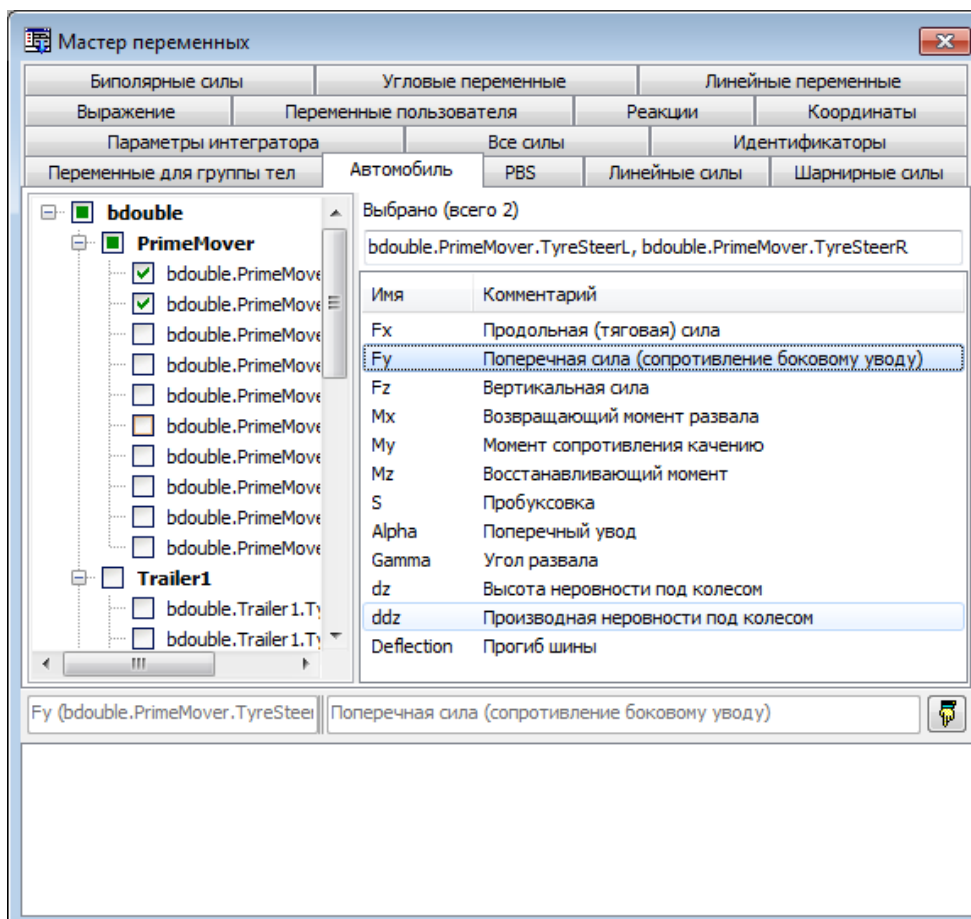 Мастер переменных
Биполярные силы Угловые переменные Линейные переменные
Выражение Переменные пользователя Реакции Координаты
Параметры интегратора Все силы Идентификаторы
Переменные для группы тел Автомобиль PBS Линейные силы Шарнирные силы
bdouble
PrimeMover
bdouble.PrimeMove
bdouble.PrimeMove
bdouble.PrimeMove
bdouble.PrimeMove
bdouble.PrimeMove
bdouble.PrimeMove
bdouble.PrimeMove
bdouble.PrimeMove
bdouble.PrimeMove
bdouble.PrimeMove
Trailer1
bdouble.Trailer1.Ty
bdouble.Trailer1.Ty
Выбрано (всего 2)
bdouble.PrimeMover.TyreSteerL, bdouble.PrimeMover.TyreSteerR
Имя Комментарий
Fx Продольная (тяговая) сила
Fy Поперечная сила (сопротивление боковому уводу)
Fz Вертикальная сила
Mx Возвращающий момент развала
My Момент сопротивления качению
Mz Восстанавливающий момент
S Пробуксовка
Alpha Поперечный увод
Gamma Угол развала
dz Высота неровности под колесом
ddz Производная неровности под колесом
Deflection Прогиб шины
Fy (bdouble.PrimeMover.TyreSteer Поперечная сила (сопротивление боковому уводу)